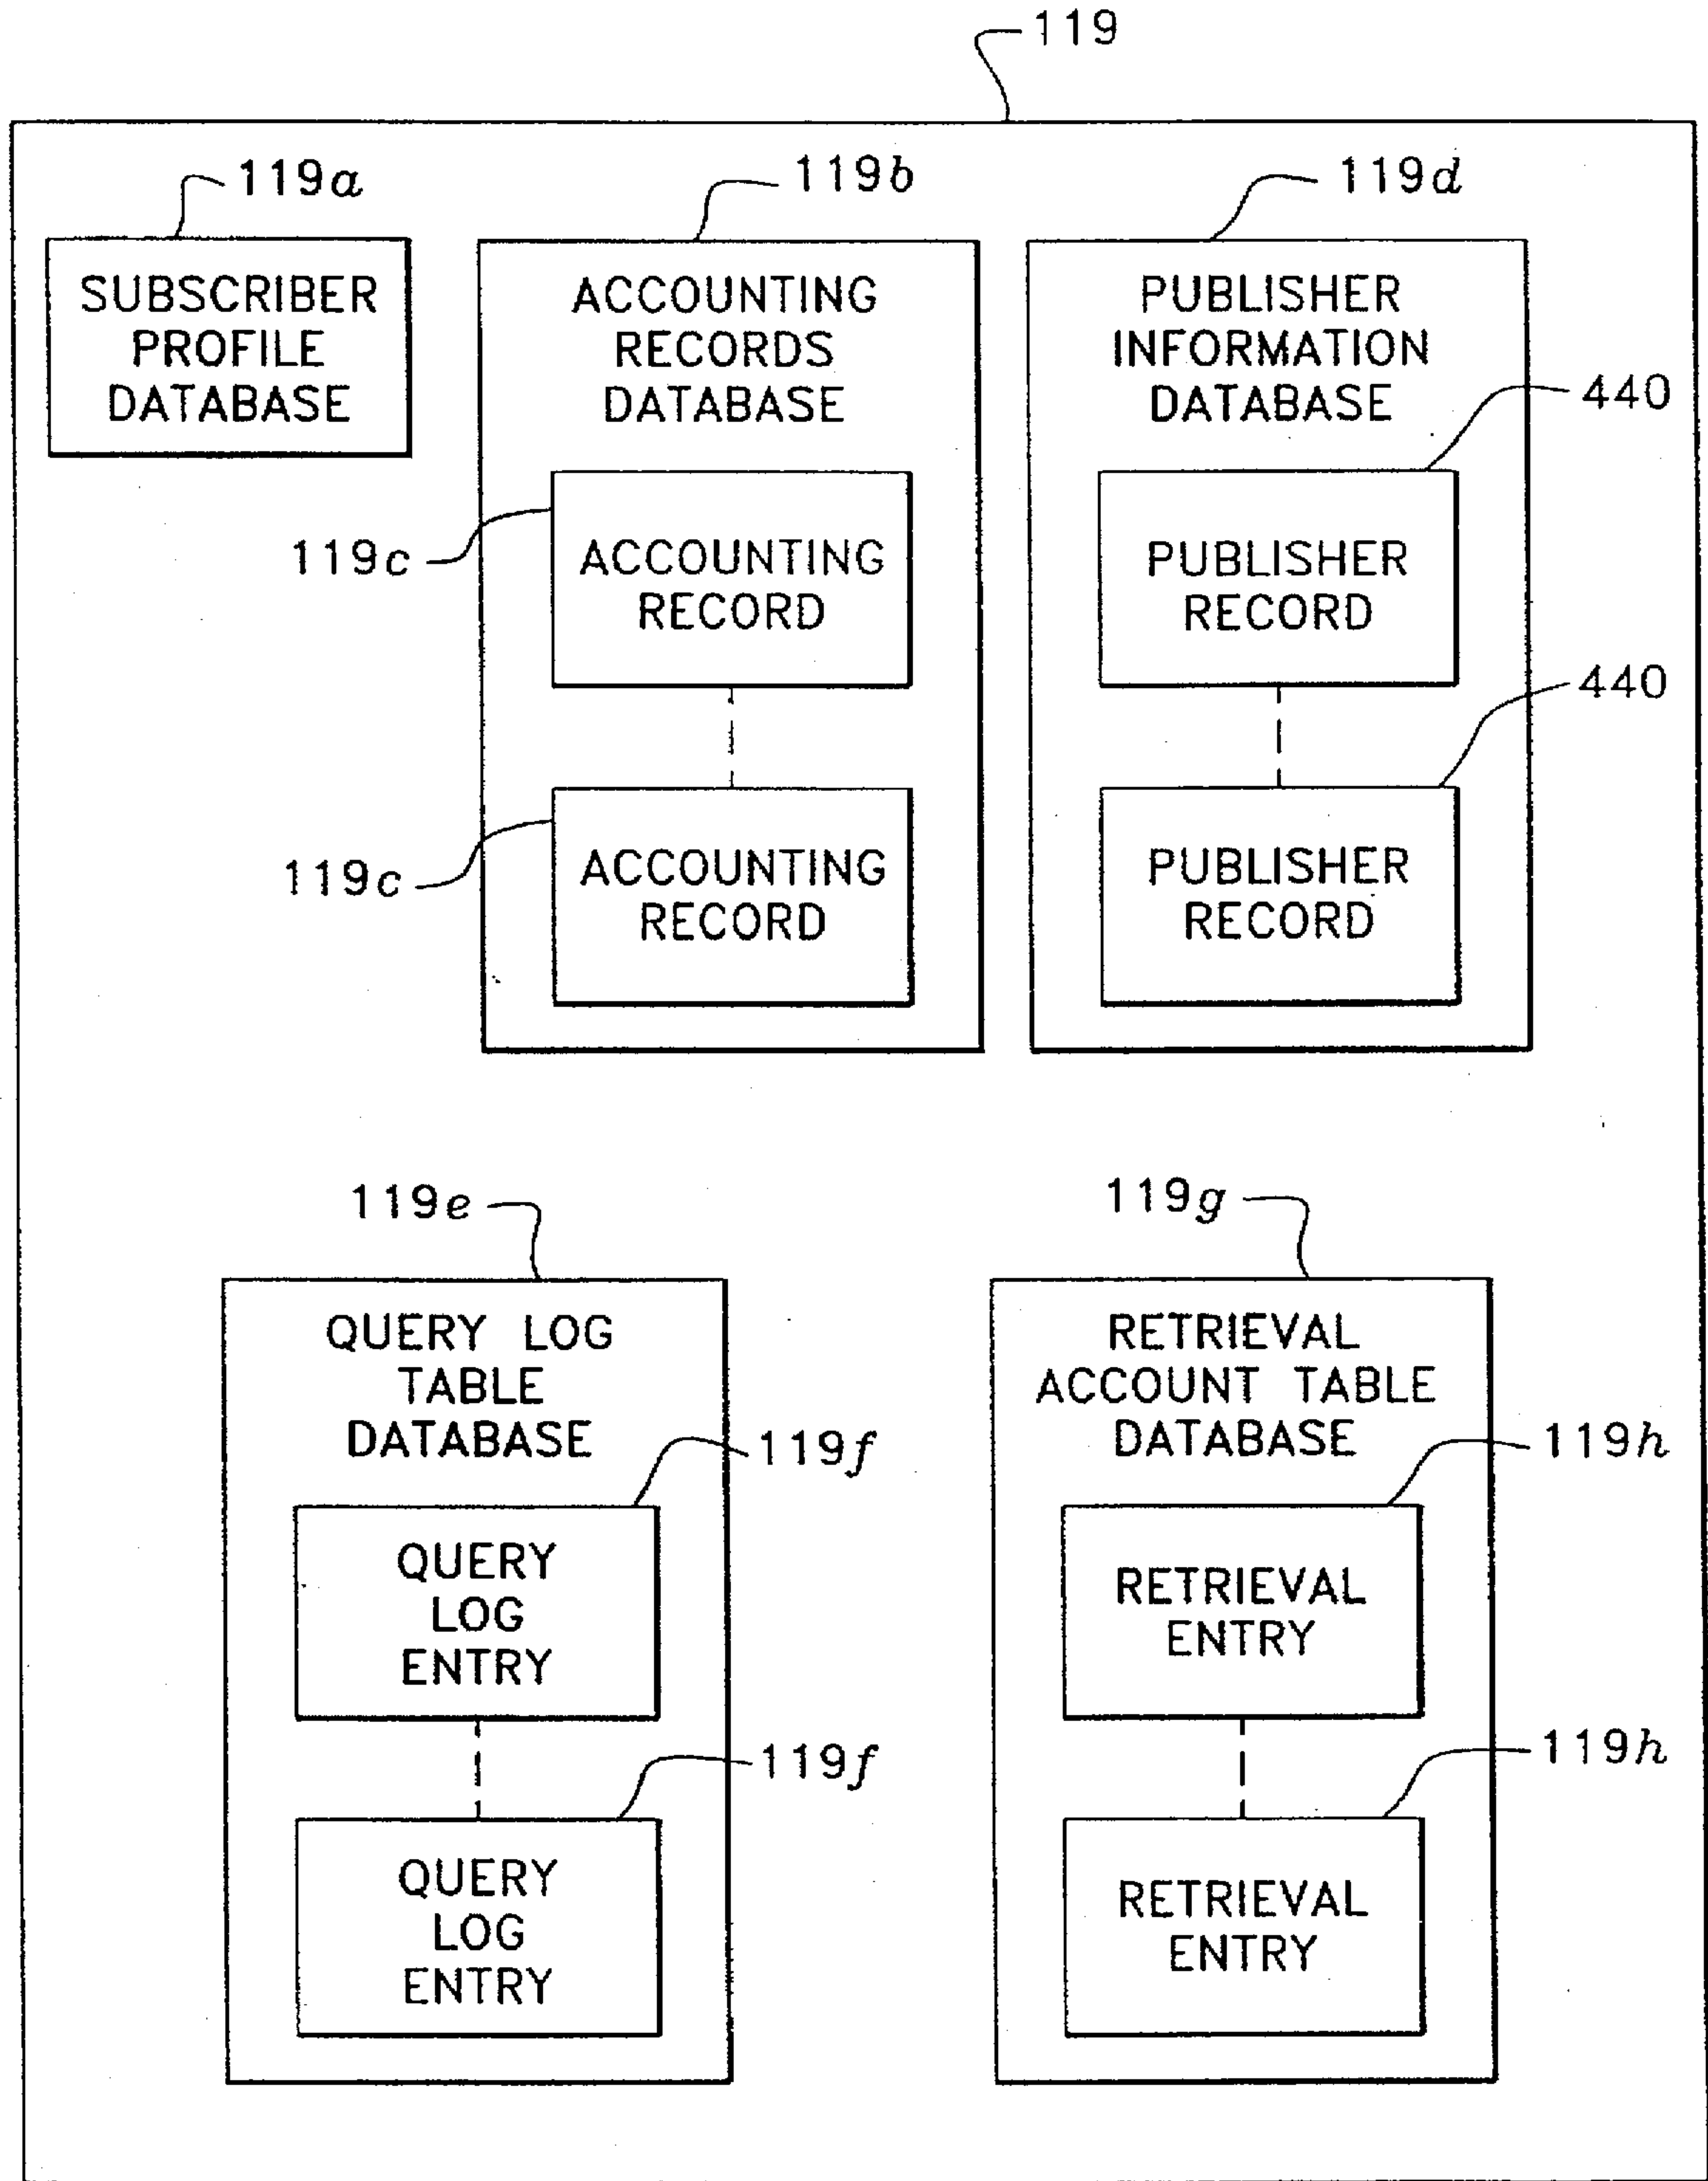 119
119a
119b
119d
SUBSCRIBER
PROFILE
DATABASE
ACCOUNTING
RECORDS
DATABASE
PUBLISHER
INFORMATION
DATABASE
440
119c
ACCOUNTING
RECORD
PUBLISHER
RECORD
440
119c
ACCOUNTING
RECORD
PUBLISHER
RECORD
119e
119g
QUERY LOG
TABLE
DATABASE
RETRIEVAL
ACCOUNT TABLE
DATABASE
119f
119h
QUERY
LOG
ENTRY
RETRIEVAL
ENTRY
119f
119h
QUERY
LOG
ENTRY
RETRIEVAL
ENTRY